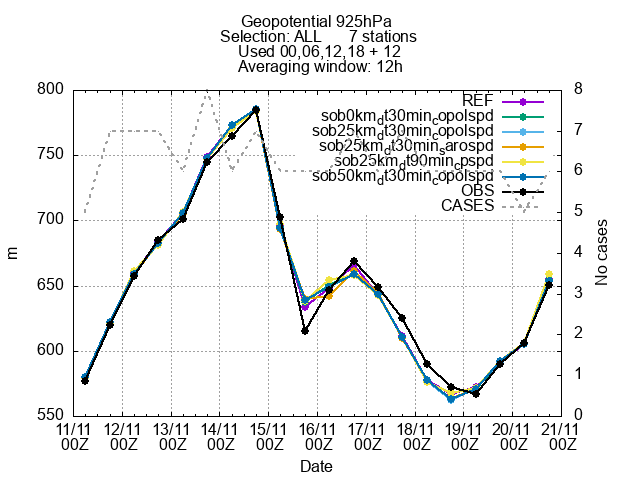 Geopotential 925hPa
Selection: ALL 7 stations
Used 00,06,12,18 + 12
Averaging window: 12h
800
750
700
650
600
550
m
8
7
6
5
4
3
2
1
0
No cases
REF
sob0km_dt30min_copolspd
sob25km_dt30min_copolspd
sob25km_dt30min_sarospd
sob25km_dt90min_cpspd
sob50km_dt30min_copolspd
OBS
CASES
11/11 12/11 13/11 14/11 15/11 16/11 17/11 18/11 19/11 20/11 21/11
00Z 00Z 00Z 00Z 00Z 00Z 00Z 00Z 00Z 00Z 00Z
Date